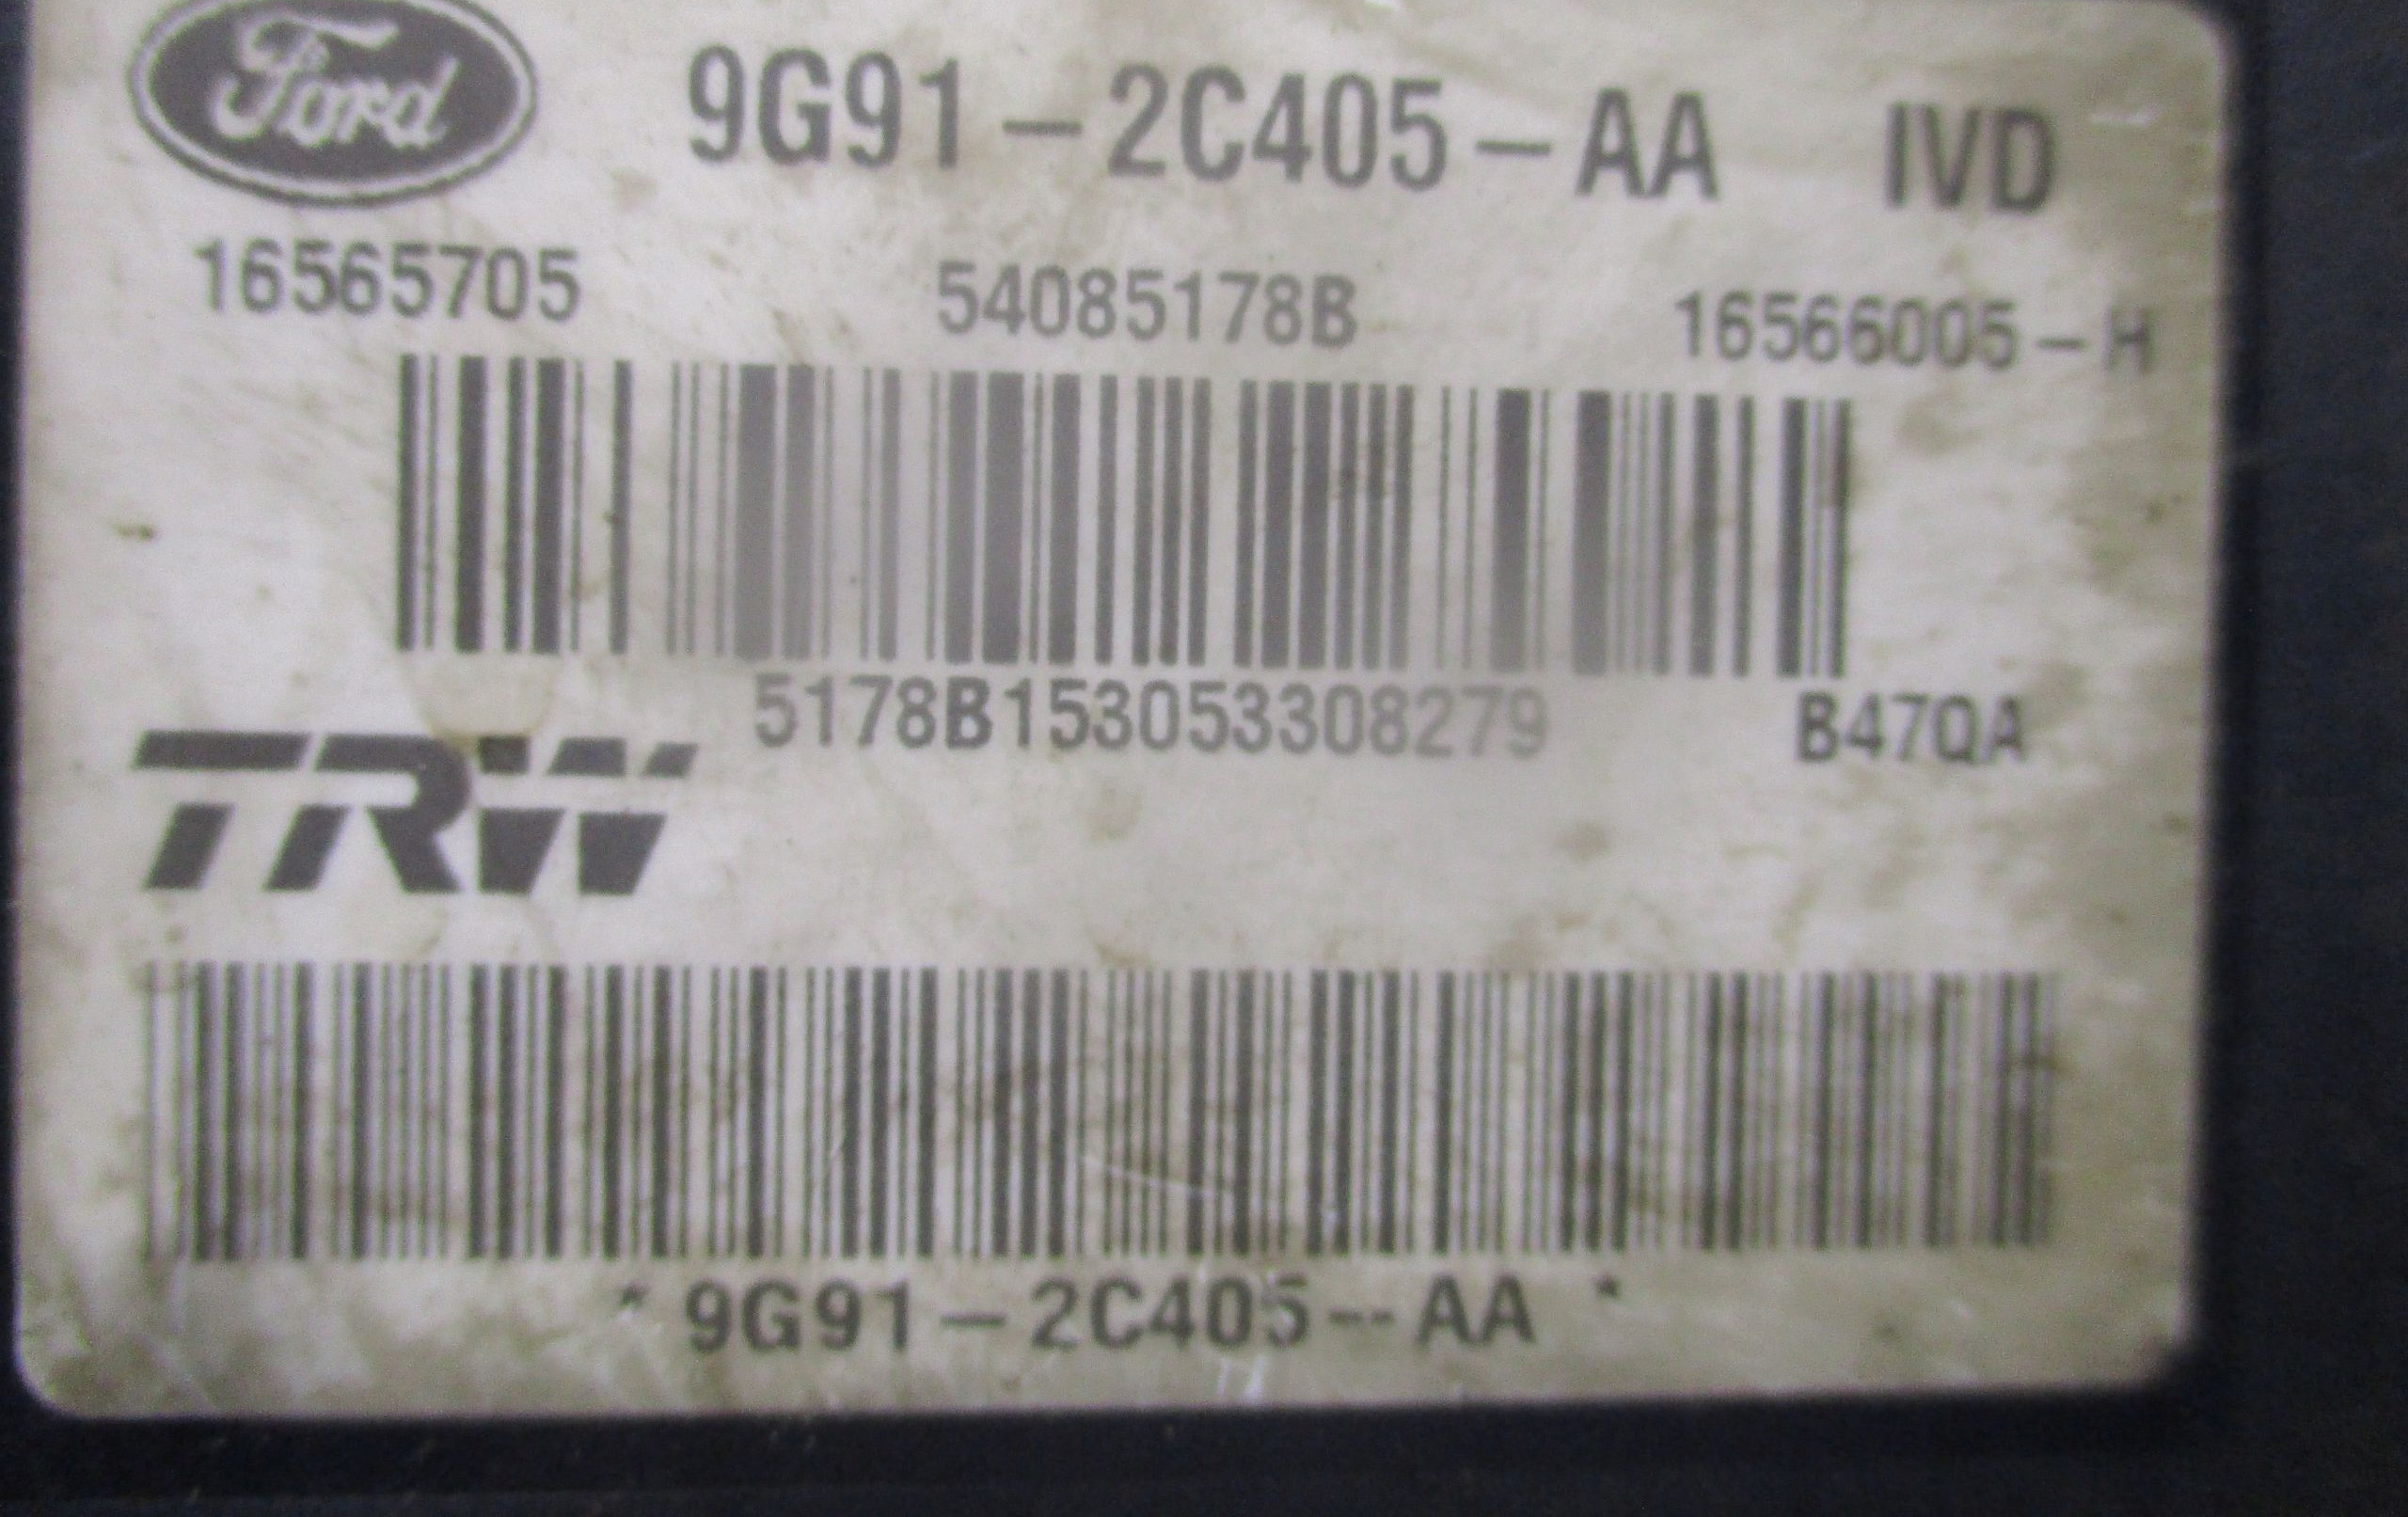 Ford 9G91-2C405-AA IVD
16565705 54085178B 16566005-H
5178B153053308279 B47QA
TRW
* 9G91-2C405-AA *